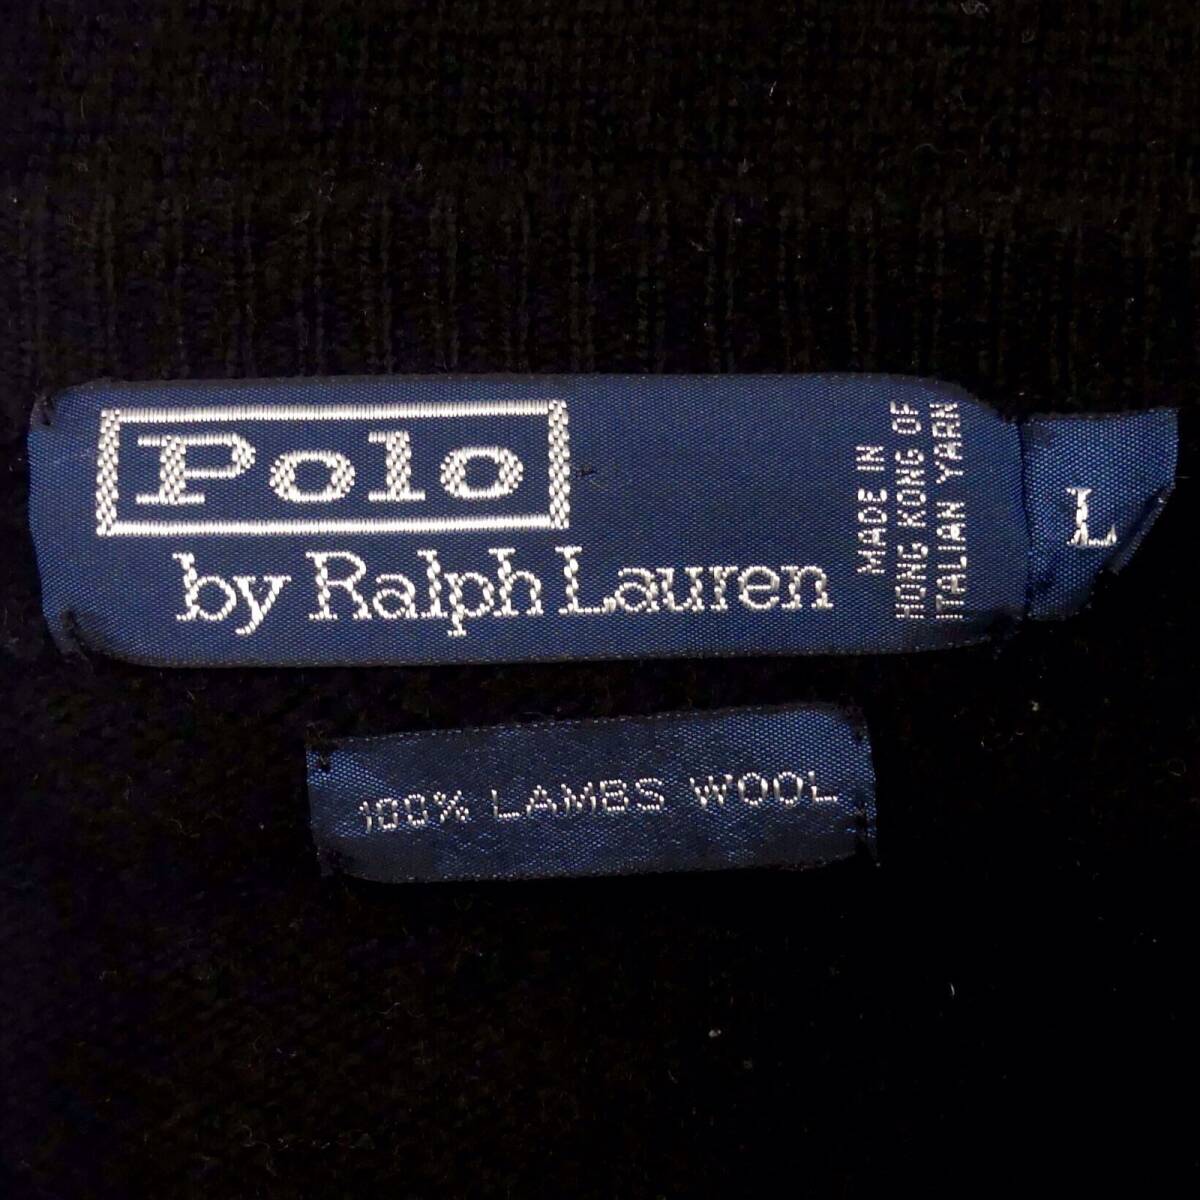 Polo
by Ralph Lauren
MADE IN
HONG KONG OF
ITALIAN YARN
L
100% LAMBS WOOL